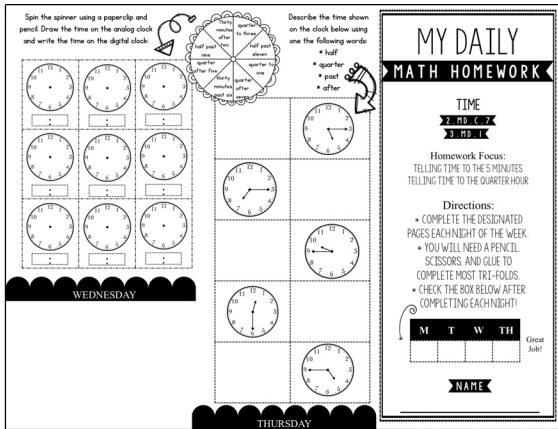 Spin the spinner using a paperclip and
pencil. Draw the time on the analog clock
and write the time on the digital clock:
Thirty
minutes
after
two
quarter
to three
half past
eleven
quarter to
one
quarter
after
seven
Thirty
minutes
past six
quarter
after five
half past
nine
WEDNESDAY
Describe the time shown
on the clock below using
one the following words:
* half
* quarter
* past
* after
THURSDAY
MY DAILY
MATH HOMEWORK
TIME
2.MD.C.7
3.MD.1
Homework Focus:
TELLING TIME TO THE 5 MINUTES
TELLING TIME TO THE QUARTER HOUR
Directions:
* COMPLETE THE DESIGNATED
PAGES EACH NIGHT OF THE WEEK.
* YOU WILL NEED A PENCIL,
SCISSORS, AND GLUE TO
COMPLETE MOST TRI-FOLDS.
* CHECK THE BOX BELOW AFTER
COMPLETING EACH NIGHT!
M T W TH
Great
Job!
NAME